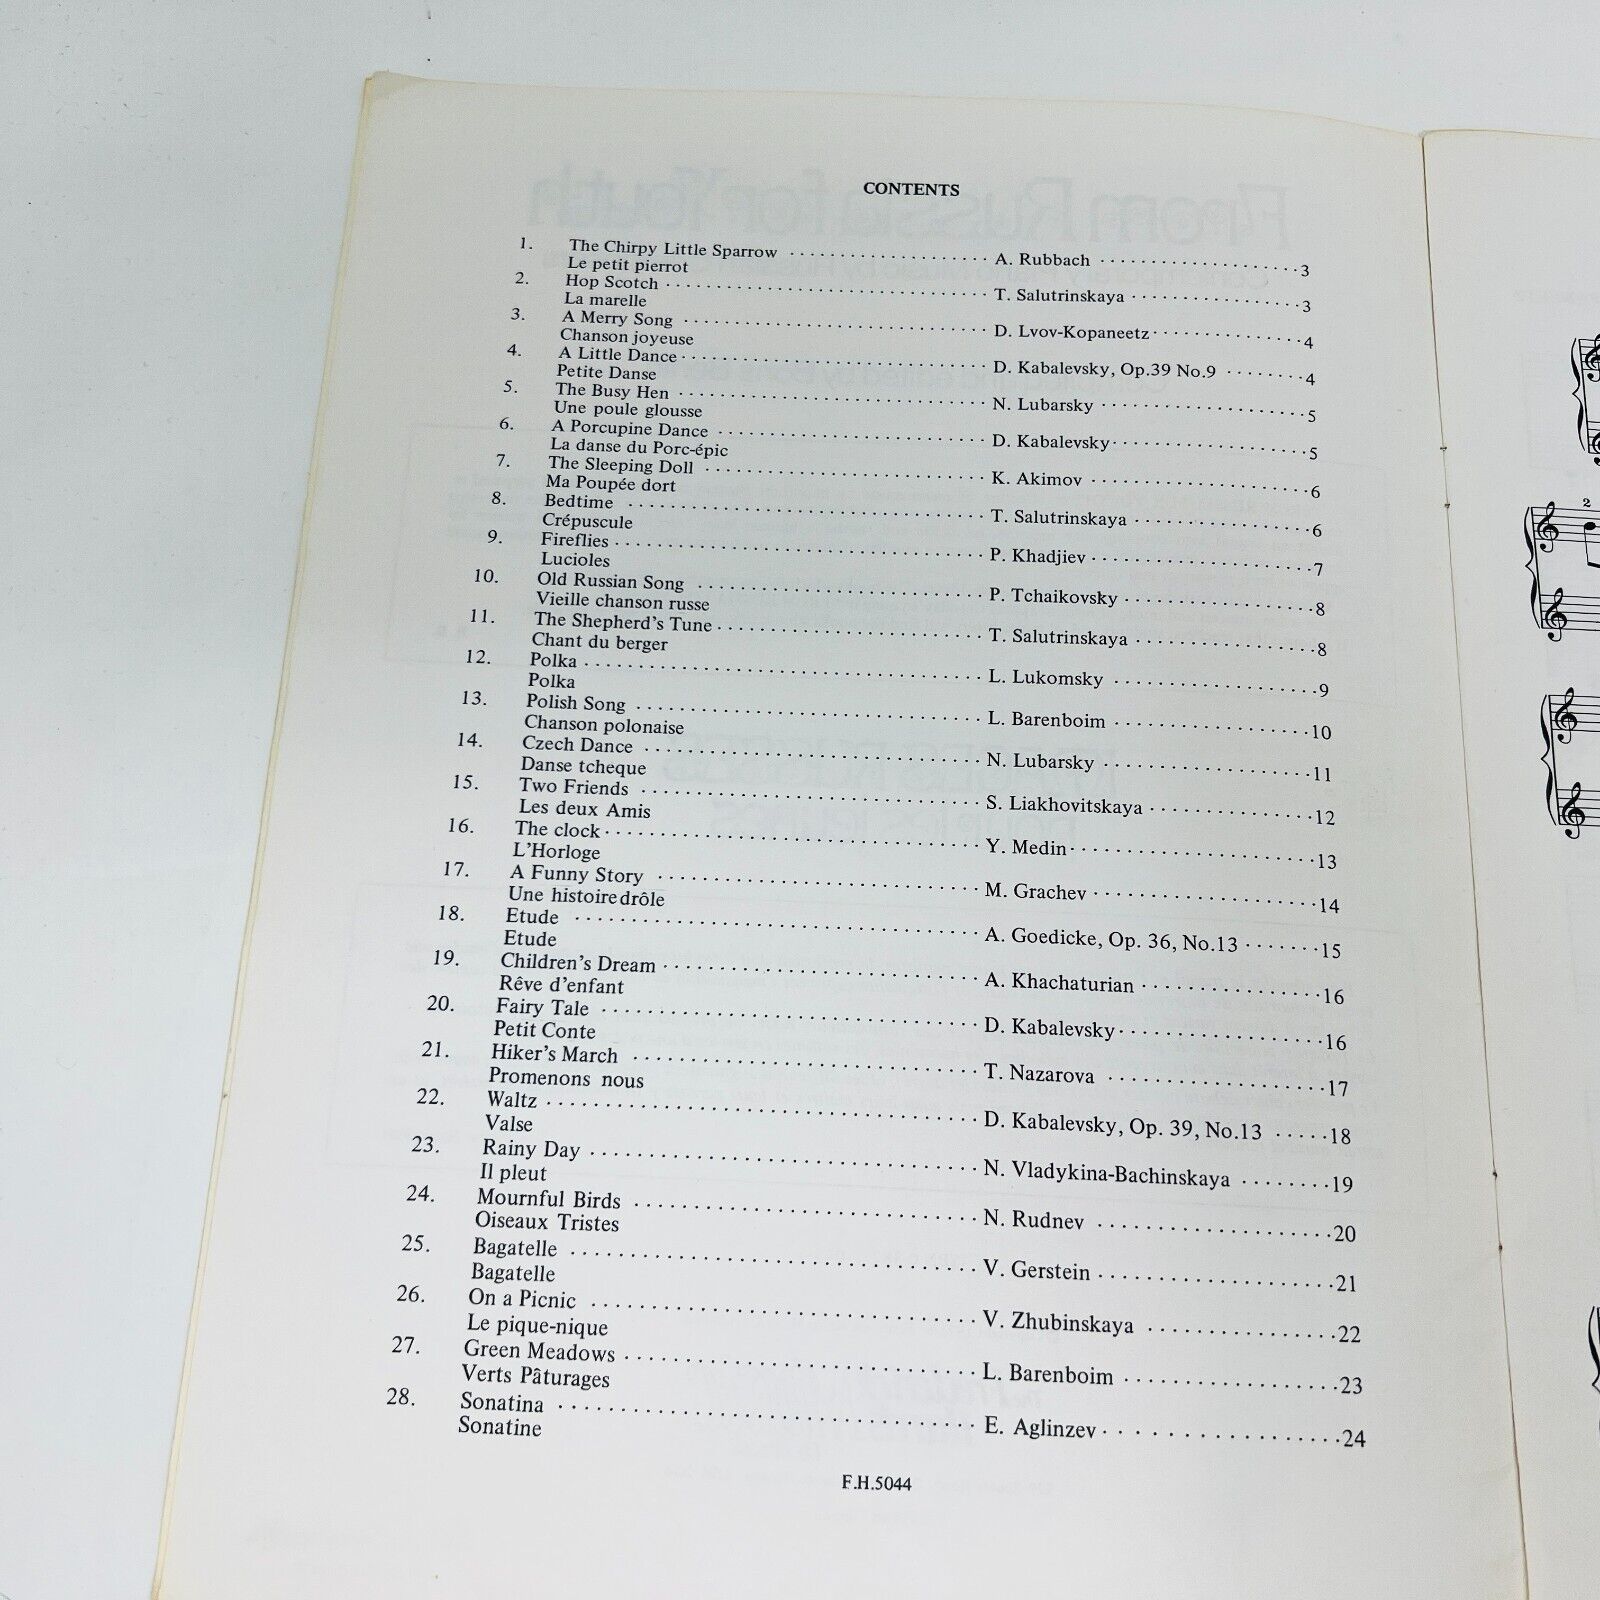 CONTENTS
1. The Chirpy Little Sparrow .................... A. Rubbach .................... 3
Le petit pierrot
2. Hop Scotch .................... T. Salutrinskaya .................... 3
La marelle
3. A Merry Song .................... D. Lvov-Kopaneetz .................... 4
Chanson joyeuse
4. A Little Dance .................... D. Kabalevsky, Op.39 No.9 ........ 4
Petite Danse
5. The Busy Hen .................... N. Lubarsky .................... 5
Une poule glousse
6. A Porcupine Dance .................... D. Kabalevsky .................... 5
La danse du Porc-épic
7. The Sleeping Doll .................... K. Akimov .................... 6
Ma Poupée dort
8. Bedtime .................... T. Salutrinskaya .................... 6
Crépuscule
9. Fireflies .................... P. Khadjiev .................... 7
Lucioles
10. Old Russian Song .................... P. Tchaikovsky .................... 8
Vieille chanson russe
11. The Shepherd's Tune .................... T. Salutrinskaya .................... 8
Chant du berger
12. Polka .................... L. Lukomsky .................... 9
Polka
13. Polish Song .................... L. Barenboim .................... 10
Chanson polonaise
14. Czech Dance .................... N. Lubarsky .................... 11
Danse tcheque
15. Two Friends .................... S. Liakhovitskaya .................... 12
Les deux Amis
16. The clock .................... Y. Medin .................... 13
L'Horloge
17. A Funny Story .................... M. Grachev .................... 14
Une histoire drôle
18. Etude .................... A. Goedicke, Op. 36, No.13 ....... 15
Etude
19. Children's Dream .................... A. Khachaturian .................... 16
Rêve d'enfant
20. Fairy Tale .................... D. Kabalevsky .................... 16
Petit Conte
21. Hiker's March .................... T. Nazarova .................... 17
Promenons nous
22. Waltz .................... D. Kabalevsky, Op. 39, No.13 ..... 18
Valse
23. Rainy Day .................... N. Vladykina-Bachinskaya ........ 19
Il pleut
24. Mournful Birds .................... N. Rudnev .................... 20
Oiseaux Tristes
25. Bagatelle .................... V. Gerstein .................... 21
Bagatelle
26. On a Picnic .................... V. Zhubinskaya .................... 22
Le pique-nique
27. Green Meadows .................... L. Barenboim .................... 23
Verts Pâturages
28. Sonatina .................... E. Aglinzev .................... 24
Sonatine
F.H.5044
2